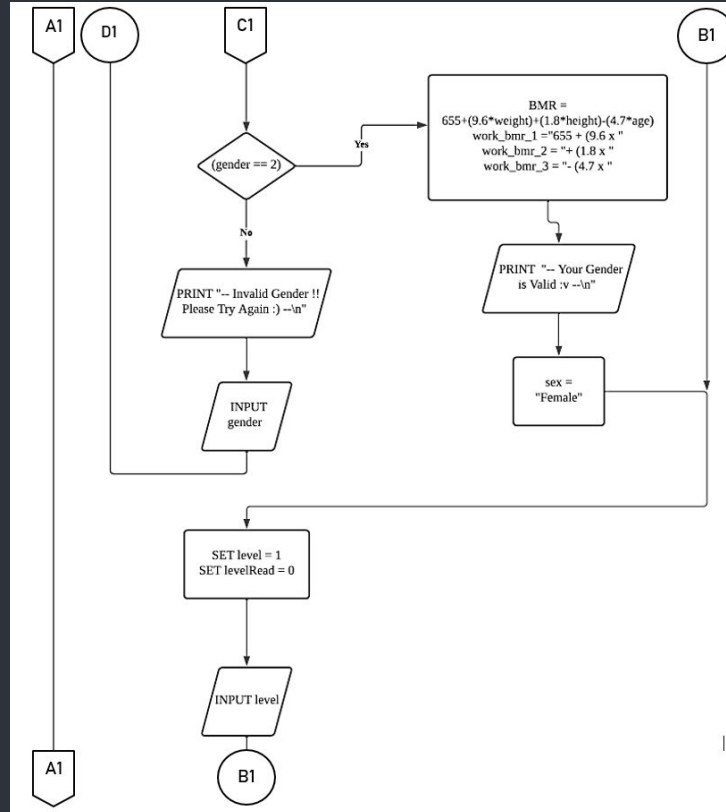 A1
D1
C1
B1
BMR =
655+(9.6*weight)+(1.8*height)-(4.7*age)
work_bmr_1 ="655 + (9.6 x "
work_bmr_2 = "+ (1.8 x "
work_bmr_3 = "- (4.7 x "
(gender == 2)
Yes
No
PRINT "-- Your Gender
is Valid :v --\n"
PRINT "-- Invalid Gender !!
Please Try Again :) --\n"
sex =
"Female"
INPUT
gender
SET level = 1
SET levelRead = 0
INPUT level
A1
B1